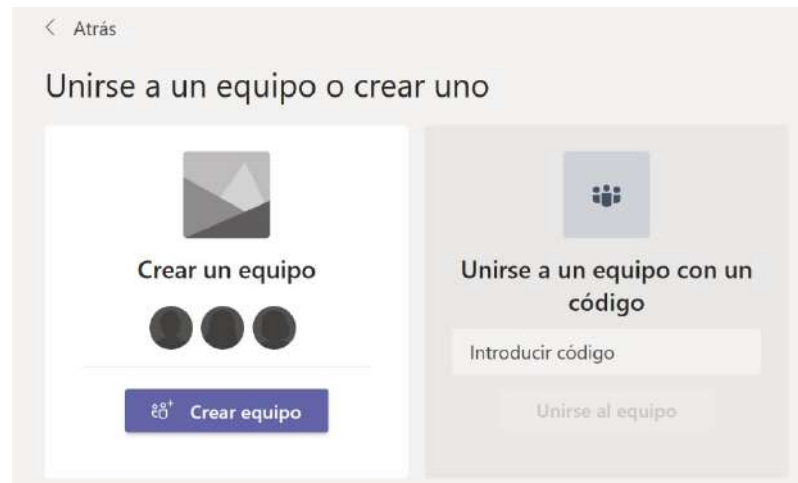 Atrás
Unirse a un equipo o crear uno
Crear un equipo
Crear equipo
Unirse a un equipo con un
código
Introducir código
Unirse al equipo